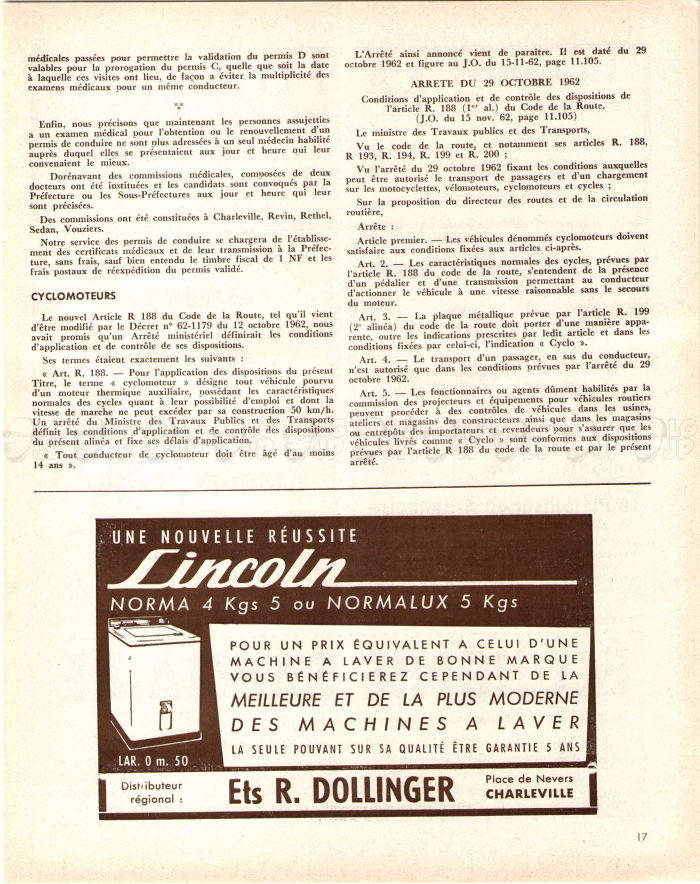 médicales passées pour permettre la validation du permis D sont
valables pour la prorogation du permis C, quelle que soit la date
à laquelle ces visites ont lieu, de façon a éviter la multiplicité des
examens médicaux pour un même conducteur.
Enfin, nous précisons que maintenant les personnes assujetties
a un examen médical pour l'obtention ou le renouvellement d'un
permis de conduire ne sont plus adressées à un seul médecin habilité
auprès duquel elles se présentaient aux jour et heure qui leur
convenaient le mieux.
Dorénavant des commissions médicales, composées de deux
docteurs ont été instituées et les candidats sont convoqués par la
Préfecture ou les Sous-Préfectures aux jour et heure qui leur
sont précisées.
Des commissions ont été constituées à Charleville, Revin, Rethel,
Sedan, Vouziers.
Notre service des permis de conduire se chargera de l'établisse-
ment des certificats médicaux et de leur transmission à la Préfec-
ture, sans frais, sauf bien entendu le timbre fiscal de 1 NF et les
frais postaux de réexpédition du permis validé.
CYCLOMOTEURS
Le nouvel Article R 188 du Code de la Route, tel qu'il vient
d'être modifié par le Décret n° 62-1179 du 12 octobre 1962, nous
avait promis qu'un Arrêté ministériel définirait les conditions
d'application et de contrôle de ses dispositions.
Ses termes étaient exactement les suivants :
« Art. R. 188. — Pour l'application des dispositions du présent
Titre, le terme « cyclomoteur » désigne tout véhicule pourvu
d'un moteur thermique auxiliaire, possédant les caractéristiques
normales des cycles quant à leur possibilité d'emploi et dont la
vitesse de marche ne peut excéder par sa construction 50 km/h.
Un arrêté du Ministre des Travaux Publics et des Transports
définit les conditions d'application et de contrôle des dispositions
du présent alinéa et fixe ses délais d'application.
« Tout conducteur de cyclomoteur doit être âgé d'au moins
14 ans ».
L'Arrêté ainsi annoncé vient de paraitre. Il est daté du 29
octobre 1962 et figure au J.O. du 15-11-62, page 11.105.
ARRETE DU 29 OCTOBRE 1962
Conditions d'application et de contrôle des dispositions de
l'article R. 188 (1er al.) du Code de la Route.
(J.O. du 15 nov. 62, page 11.105)
Le ministre des Travaux publics et des Transports,
Vu le code de la route, et notamment ses articles R. 188,
R 193, R. 194, R. 199 et R. 200 ;
Vu l'arrêté du 29 octobre 1962 fixant les conditions auxquelles
peut être autorisé le transport de passagers et d'un chargement
sur les motocyclettes, vélomoteurs, cyclomoteurs et cycles ;
Sur la proposition du directeur des routes et de la circulation
routière,
Arrête :
Article premier. — Les véhicules dénommés cyclomoteurs doivent
satisfaire aux conditions fixées aux articles ci-après.
Art. 2. — Les caractéristiques normales des cycles, prévues par
l'article R. 188 du code de la route, s'entendent de la présence
d'un pédalier et d'une transmission permettant au conducteur
d'actionner le véhicule à une vitesse raisonnable sans le secours
du moteur.
Art. 3. — La plaque métallique prévue par l'article R. 199
(2e alinéa) du code de la route doit porter d'une manière appa-
rente, outre les indications prescrites par ledit article et dans les
conditions fixées par celui-ci, l'indication « Cyclo ».
Art. 4. — Le transport d'un passager, en sus du conducteur,
n'est autorisé que dans les conditions prévues par l'arrêté du 29
octobre 1962.
Art. 5. — Les fonctionnaires ou agents dûment habilités par la
commission des projecteurs et équipements pour véhicules routiers
peuvent procéder à des contrôles de véhicules dans les usines,
ateliers et magasins des constructeurs ainsi que dans les magasins
ou entrepôts des importateurs et revendeurs pour s'assurer que les
véhicules livrés comme « Cyclo » sont conformes aux dispositions
prévues par l'article R 188 du code de la route et par le présent
arrêté.
UNE NOUVELLE RÉUSSITE
Lincoln
NORMA 4 Kgs 5 ou NORMALUX 5 Kgs
POUR UN PRIX ÉQUIVALENT A CELUI D'UNE
MACHINE A LAVER DE BONNE MARQUE
VOUS BÉNÉFICIEREZ CEPENDANT DE LA
MEILLEURE ET DE LA PLUS MODERNE
DES MACHINES A LAVER
LA SEULE POUVANT SUR SA QUALITÉ ÊTRE GARANTIE 5 ANS
LAR. 0 m. 50
Distributeur
régional :
Ets R. DOLLINGER
Place de Nevers
CHARLEVILLE
17